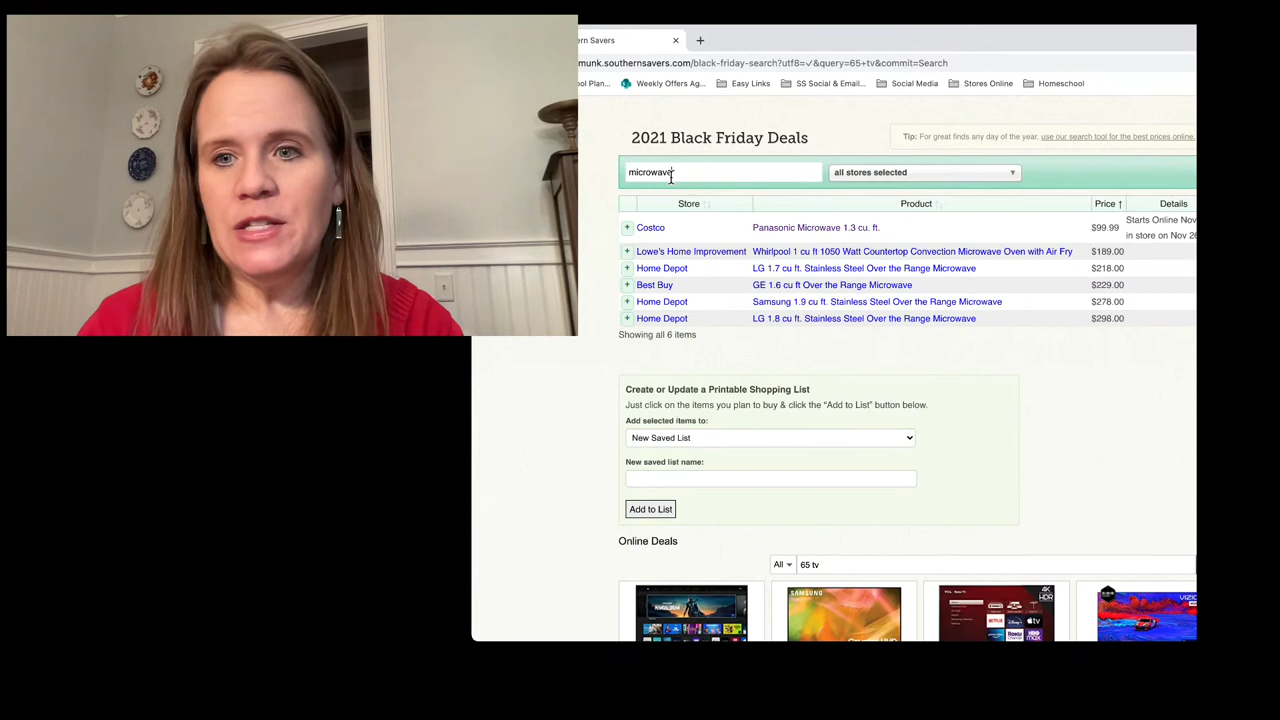 ern Savers
munk.southernsavers.com/black-friday-search?utf8=✓&query=65+tv&commit=Search
ol Plan...
Weekly Offers Ag...
Easy Links
SS Social & Email...
Social Media
Stores Online
Homeschool
2021 Black Friday Deals
Tip: For great finds any day of the year, use our search tool for the best prices online.
microwave
all stores selected
Store Product Price ↑ Details
+ Costco Panasonic Microwave 1.3 cu. ft. $99.99 Starts Online Nov
in store on Nov 26
+ Lowe's Home Improvement Whirlpool 1 cu ft 1050 Watt Countertop Convection Microwave Oven with Air Fry $189.00
+ Home Depot LG 1.7 cu ft. Stainless Steel Over the Range Microwave $218.00
+ Best Buy GE 1.6 cu ft Over the Range Microwave $229.00
+ Home Depot Samsung 1.9 cu ft. Stainless Steel Over the Range Microwave $278.00
+ Home Depot LG 1.8 cu ft. Stainless Steel Over the Range Microwave $298.00
Showing all 6 items
Create or Update a Printable Shopping List
Just click on the items you plan to buy & click the “Add to List” button below.
Add selected items to:
New Saved List
New saved list name:
Add to List
Online Deals
All
65 tv
SAMSUNG
4K
HDR
VIZIO